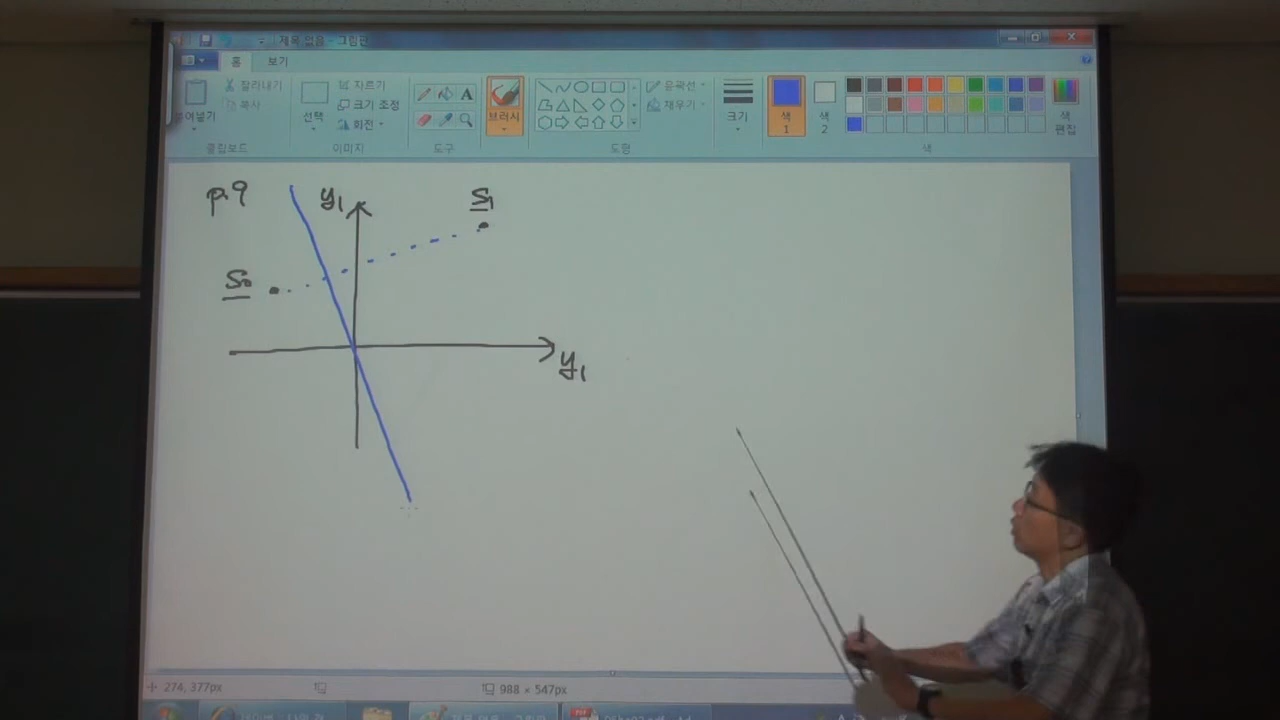 제목 없음 - 그림판
홈 보기
붙여넣기
잘라내기
복사
클립보드
선택
자르기
크기 조정
회전
이미지
A
도구
브러시
윤곽선
채우기
도형
크기
색 1
색 2
색 편집
색
p.9
y1
S1
S0
y1
274, 377px
988 × 547px